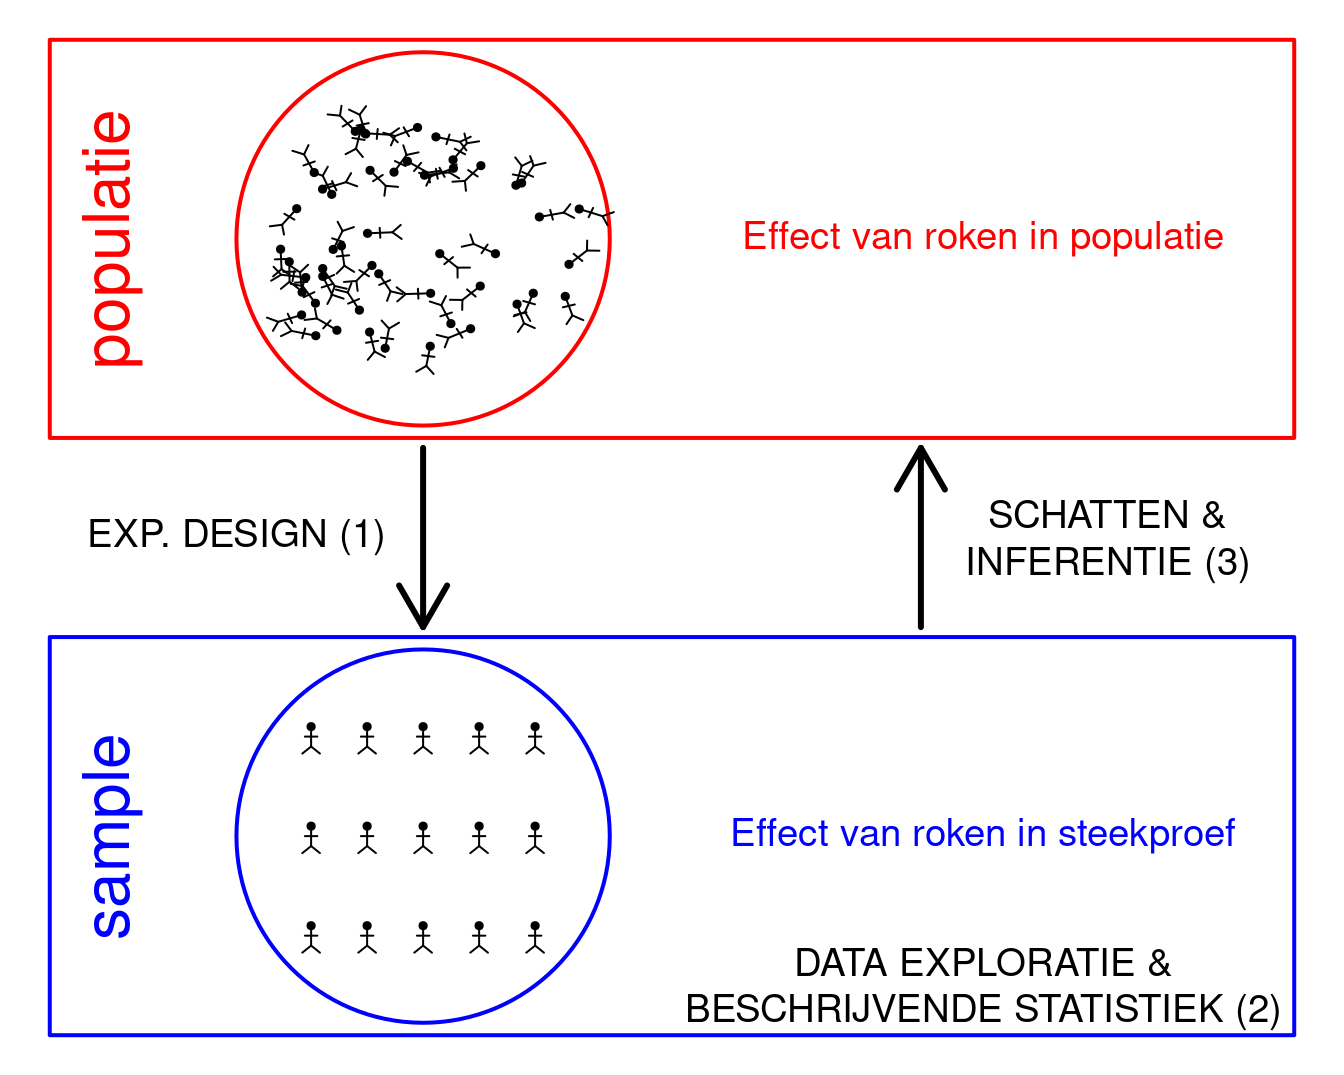 populatie
Effect van roken in populatie
EXP. DESIGN (1)
SCHATTEN &
INFERENTIE (3)
sample
Effect van roken in steekproef
DATA EXPLORATIE &
BESCHRIJVENDE STATISTIEK (2)